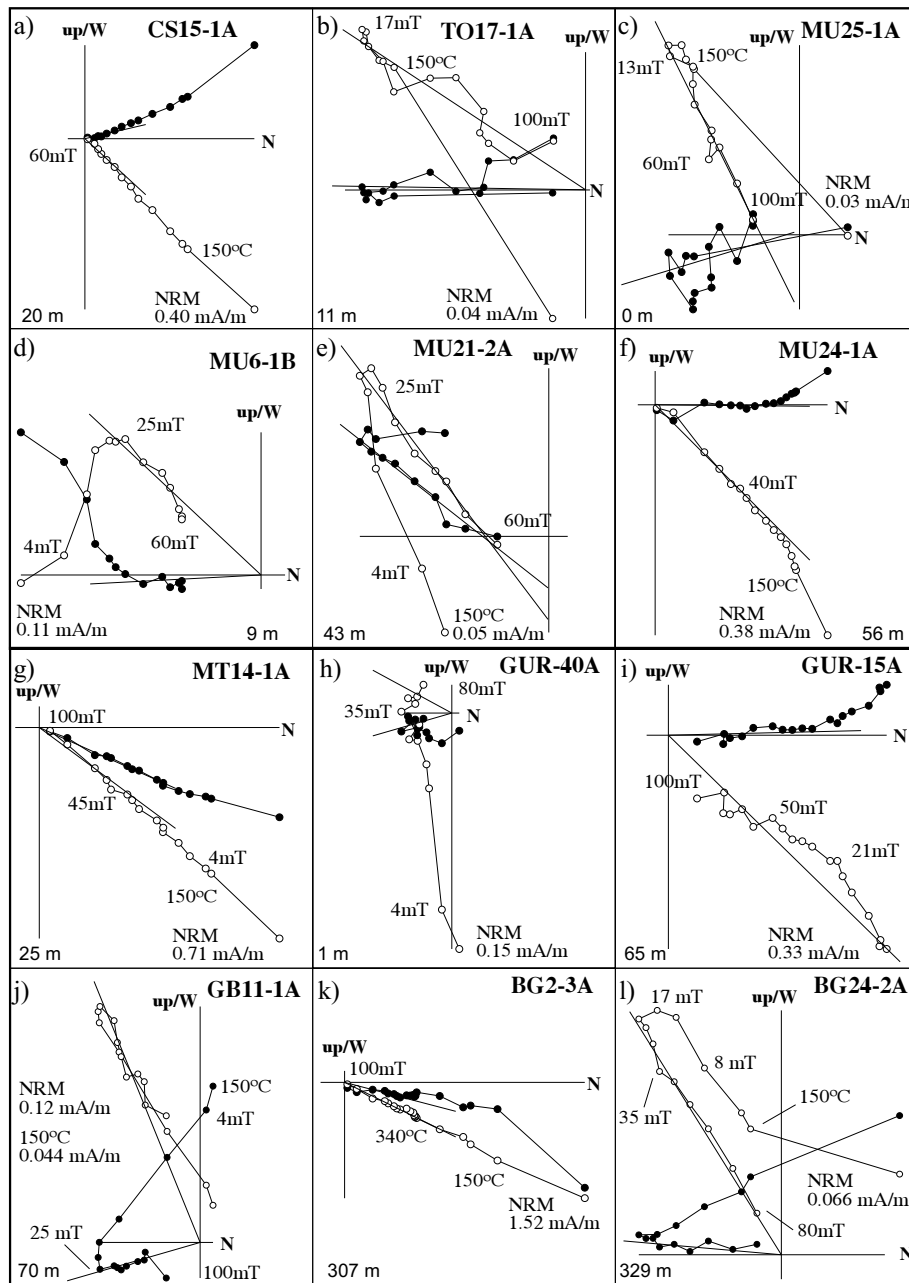 a)
CS15-1A
up/W
N
60mT
150°C
NRM
0.40 mA/m
20 m
b)
TO17-1A
17mT
up/W
150°C
100mT
N
NRM
0.04 mA/m
11 m
c)
MU25-1A
up/W
150°C
13mT
60mT
100mT
NRM
0.03 mA/m
N
0 m
d)
MU6-1B
up/W
25mT
4mT
60mT
N
NRM
0.11 mA/m
9 m
e)
MU21-2A
up/W
25mT
60mT
4mT
150°C
0.05 mA/m
43 m
f)
MU24-1A
up/W
N
40mT
150°C
NRM
0.38 mA/m
56 m
g)
MT14-1A
up/W
100mT
N
45mT
4mT
150°C
NRM
0.71 mA/m
25 m
h)
GUR-40A
up/W
80mT
35mT
N
4mT
NRM
0.15 mA/m
1 m
i)
GUR-15A
up/W
N
100mT
50mT
21mT
NRM
0.33 mA/m
65 m
j)
GB11-1A
up/W
NRM
0.12 mA/m
150°C
4mT
150°C
0.044 mA/m
25 mT
N
100mT
70 m
k)
BG2-3A
up/W
100mT
N
340°C
150°C
NRM
1.52 mA/m
307 m
l)
BG24-2A
17 mT
up/W
8 mT
150°C
35 mT
NRM
0.066 mA/m
80mT
N
329 m